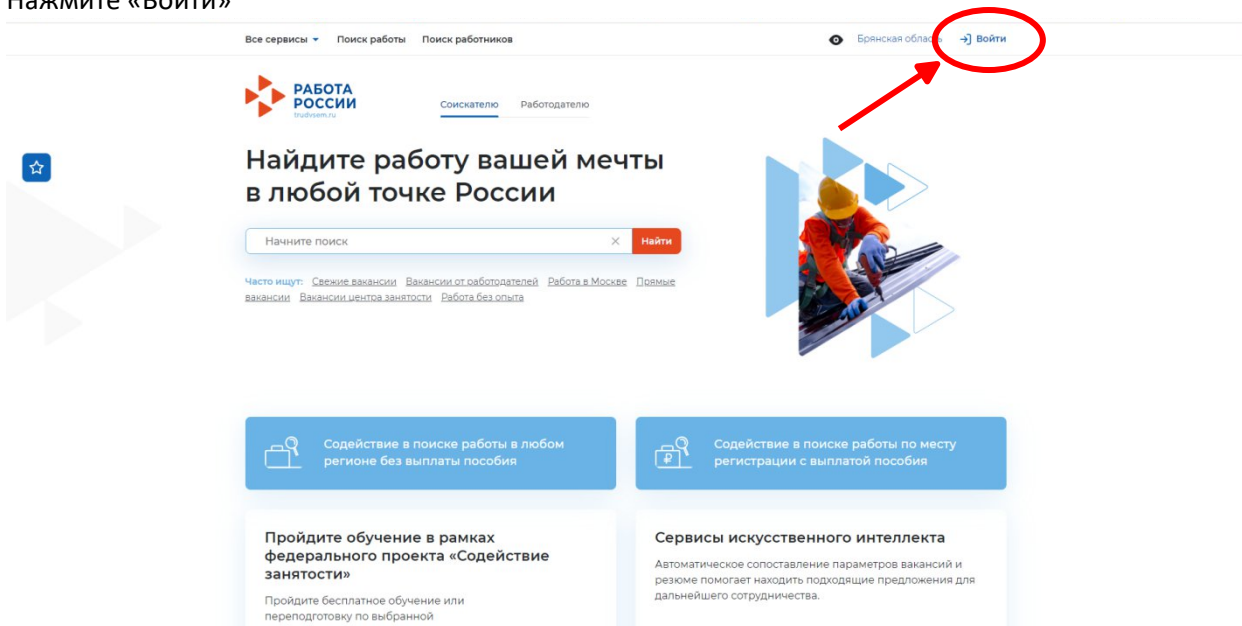 Нажмите «Войти»
Все сервисы Поиск работы Поиск работников Брянская область Войти
РАБОТА
РОССИИ
trudvsem.ru
Соискателю Работодателю
Найдите работу вашей мечты
в любой точке России
Начните поиск Найти
Часто ищут: Свежие вакансии Вакансии от работодателей Работа в Москве Прямые
вакансии Вакансии центра занятости Работа без опыта
Содействие в поиске работы в любом
регионе без выплаты пособия
Содействие в поиске работы по месту
регистрации с выплатой пособия
Пройдите обучение в рамках
федерального проекта «Содействие
занятости»
Пройдите бесплатное обучение или
переподготовку по выбранной
Сервисы искусственного интеллекта
Автоматическое сопоставление параметров вакансий и
резюме помогает находить подходящие предложения для
дальнейшего сотрудничества.